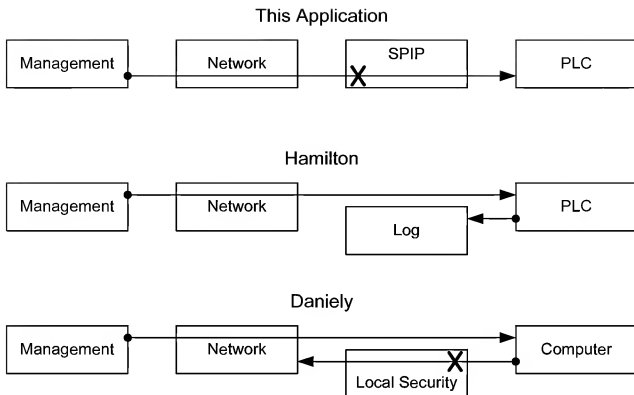 This Application
Management Network SPIP PLC
Hamilton
Management Network PLC
Log
Daniely
Management Network Computer
Local Security